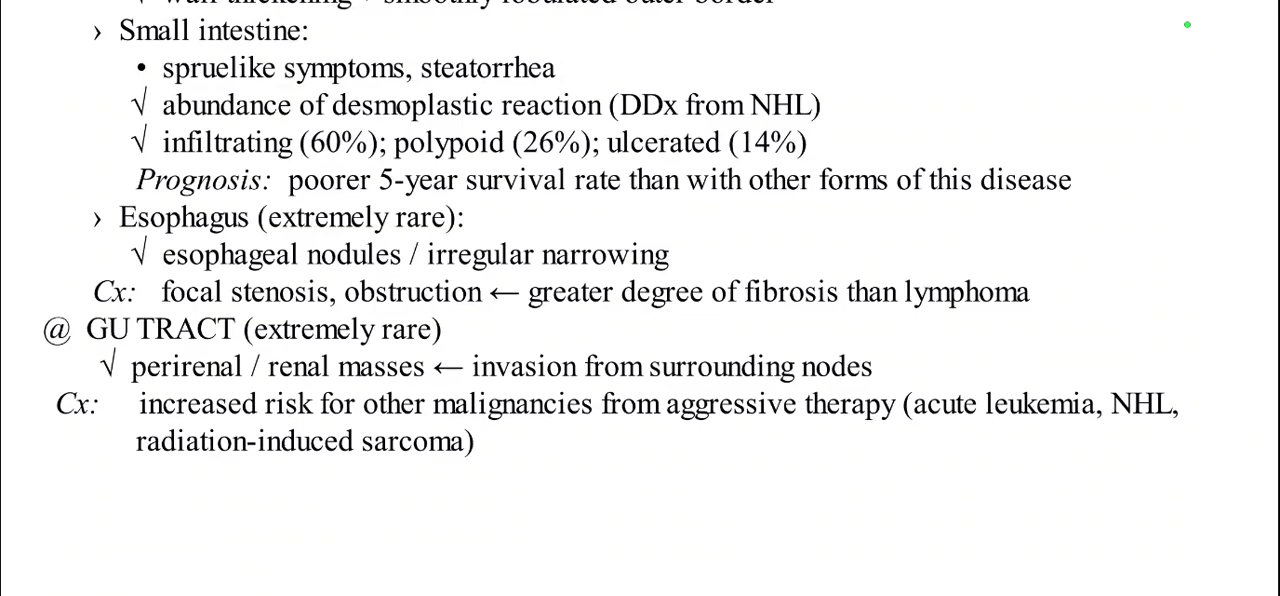 › Small intestine:
• spruelike symptoms, steatorrhea
√ abundance of desmoplastic reaction (DDx from NHL)
√ infiltrating (60%); polypoid (26%); ulcerated (14%)
Prognosis: poorer 5-year survival rate than with other forms of this disease
› Esophagus (extremely rare):
√ esophageal nodules / irregular narrowing
Cx: focal stenosis, obstruction ← greater degree of fibrosis than lymphoma
@ GU TRACT (extremely rare)
√ perirenal / renal masses ← invasion from surrounding nodes
Cx: increased risk for other malignancies from aggressive therapy (acute leukemia, NHL,
radiation-induced sarcoma)